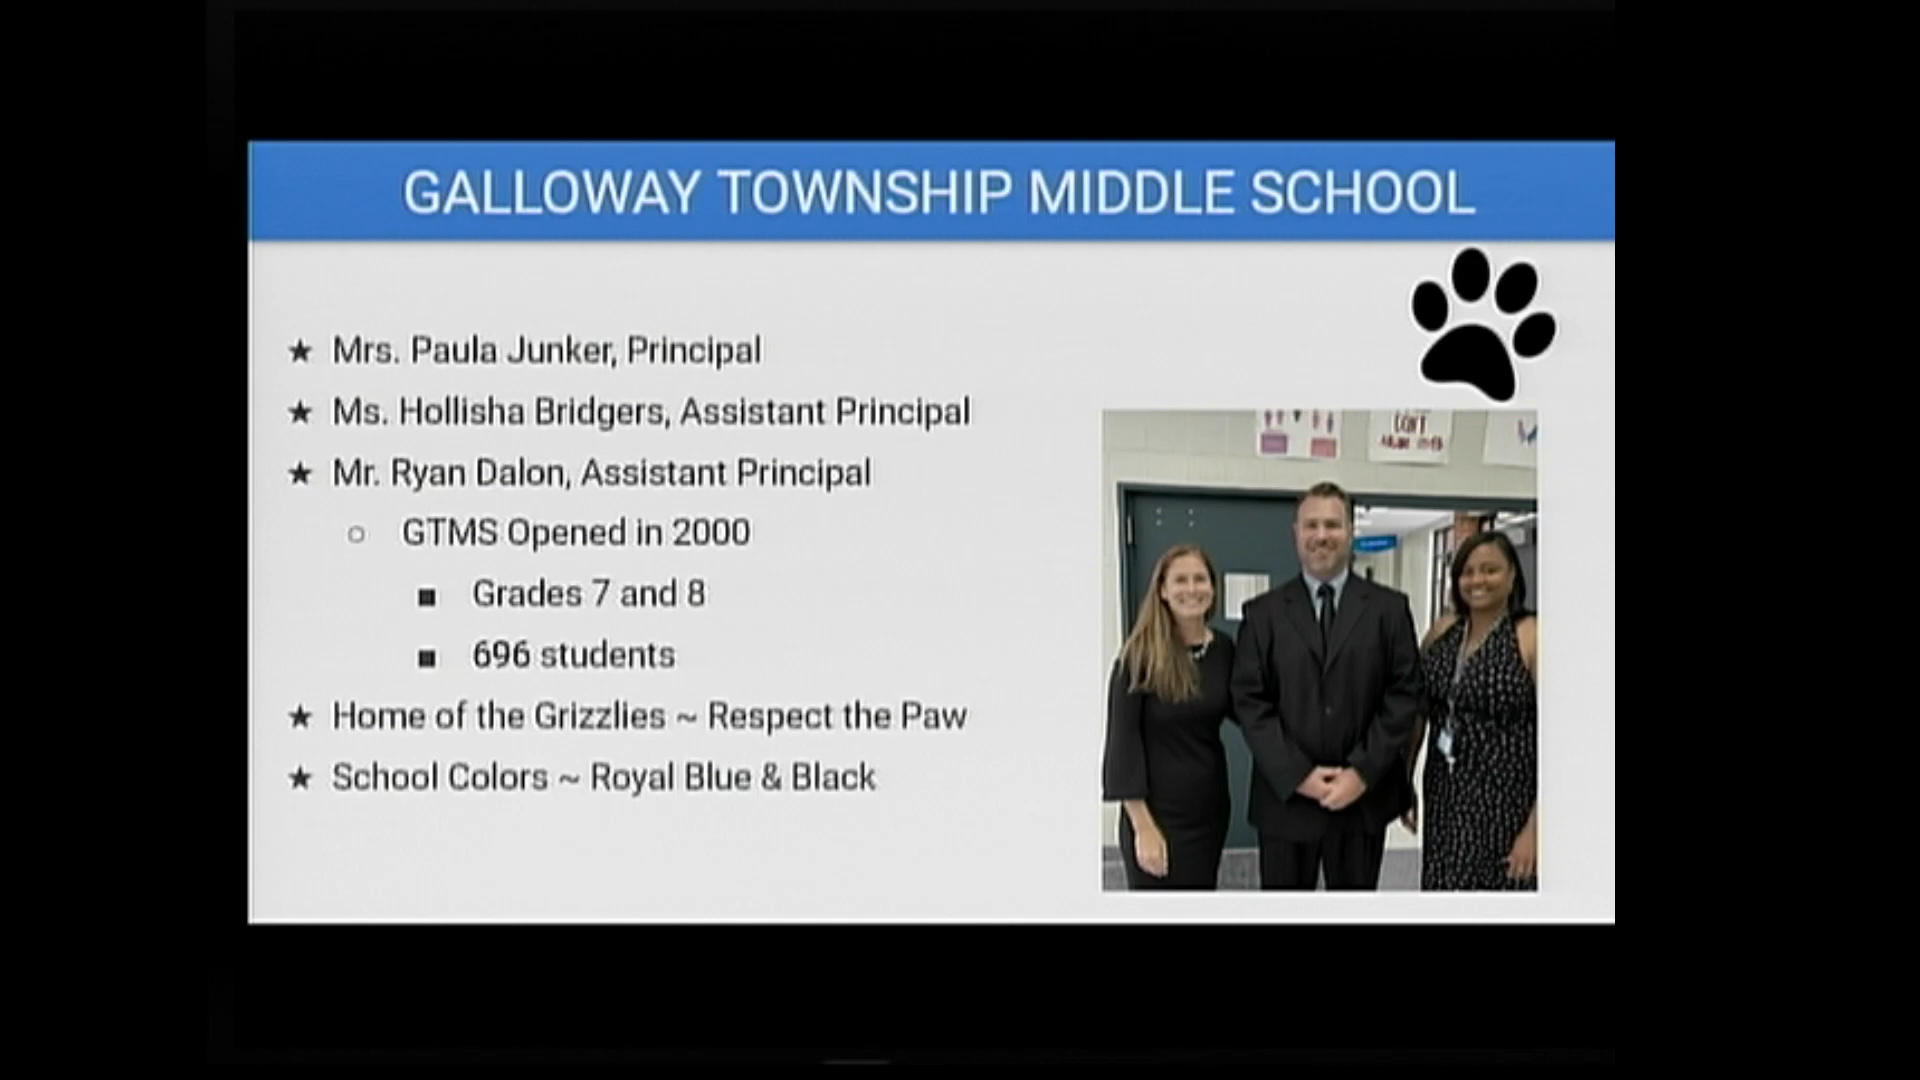 GALLOWAY TOWNSHIP MIDDLE SCHOOL
★ Mrs. Paula Junker, Principal
★ Ms. Hollisha Bridgers, Assistant Principal
★ Mr. Ryan Dalon, Assistant Principal
○ GTMS Opened in 2000
■ Grades 7 and 8
■ 696 students
★ Home of the Grizzlies ~ Respect the Paw
★ School Colors ~ Royal Blue & Black